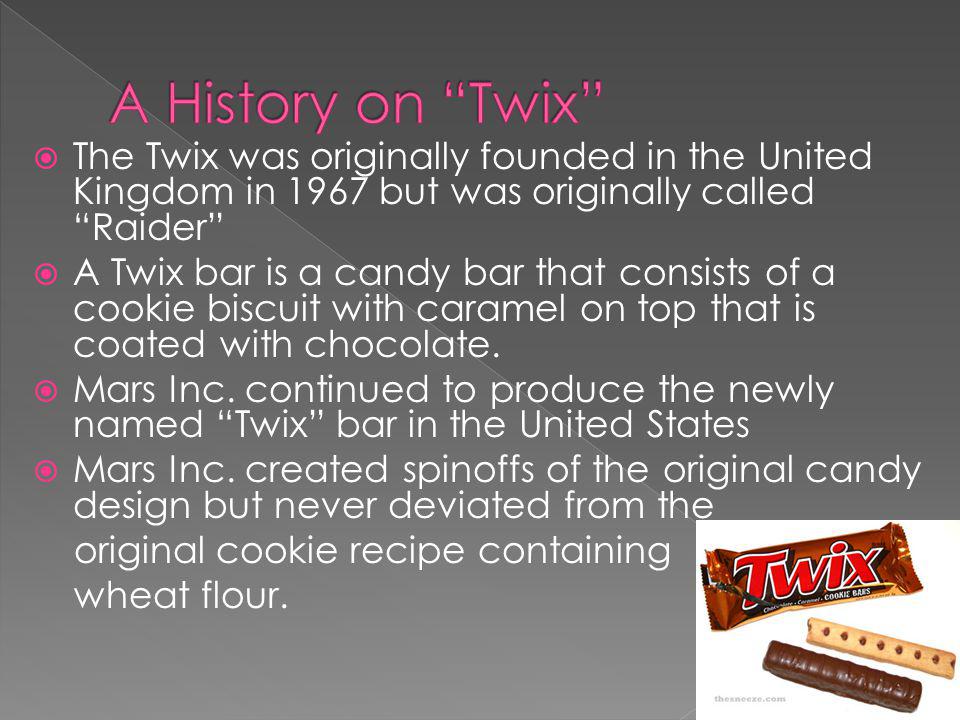 A History on “Twix”
The Twix was originally founded in the United
Kingdom in 1967 but was originally called
“Raider”
A Twix bar is a candy bar that consists of a
cookie biscuit with caramel on top that is
coated with chocolate.
Mars Inc. continued to produce the newly
named “Twix” bar in the United States
Mars Inc. created spinoffs of the original candy
design but never deviated from the
original cookie recipe containing
wheat flour.
Twix
Chocolate • Caramel • COOKIE BARS
thesneeze.com